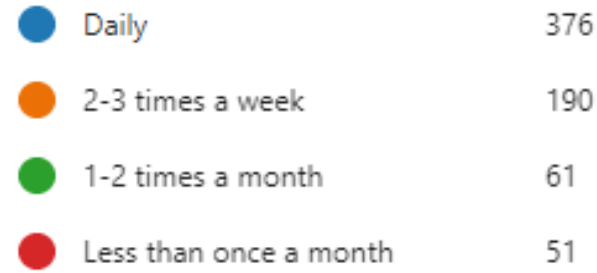 Daily 376
2-3 times a week 190
1-2 times a month 61
Less than once a month 51